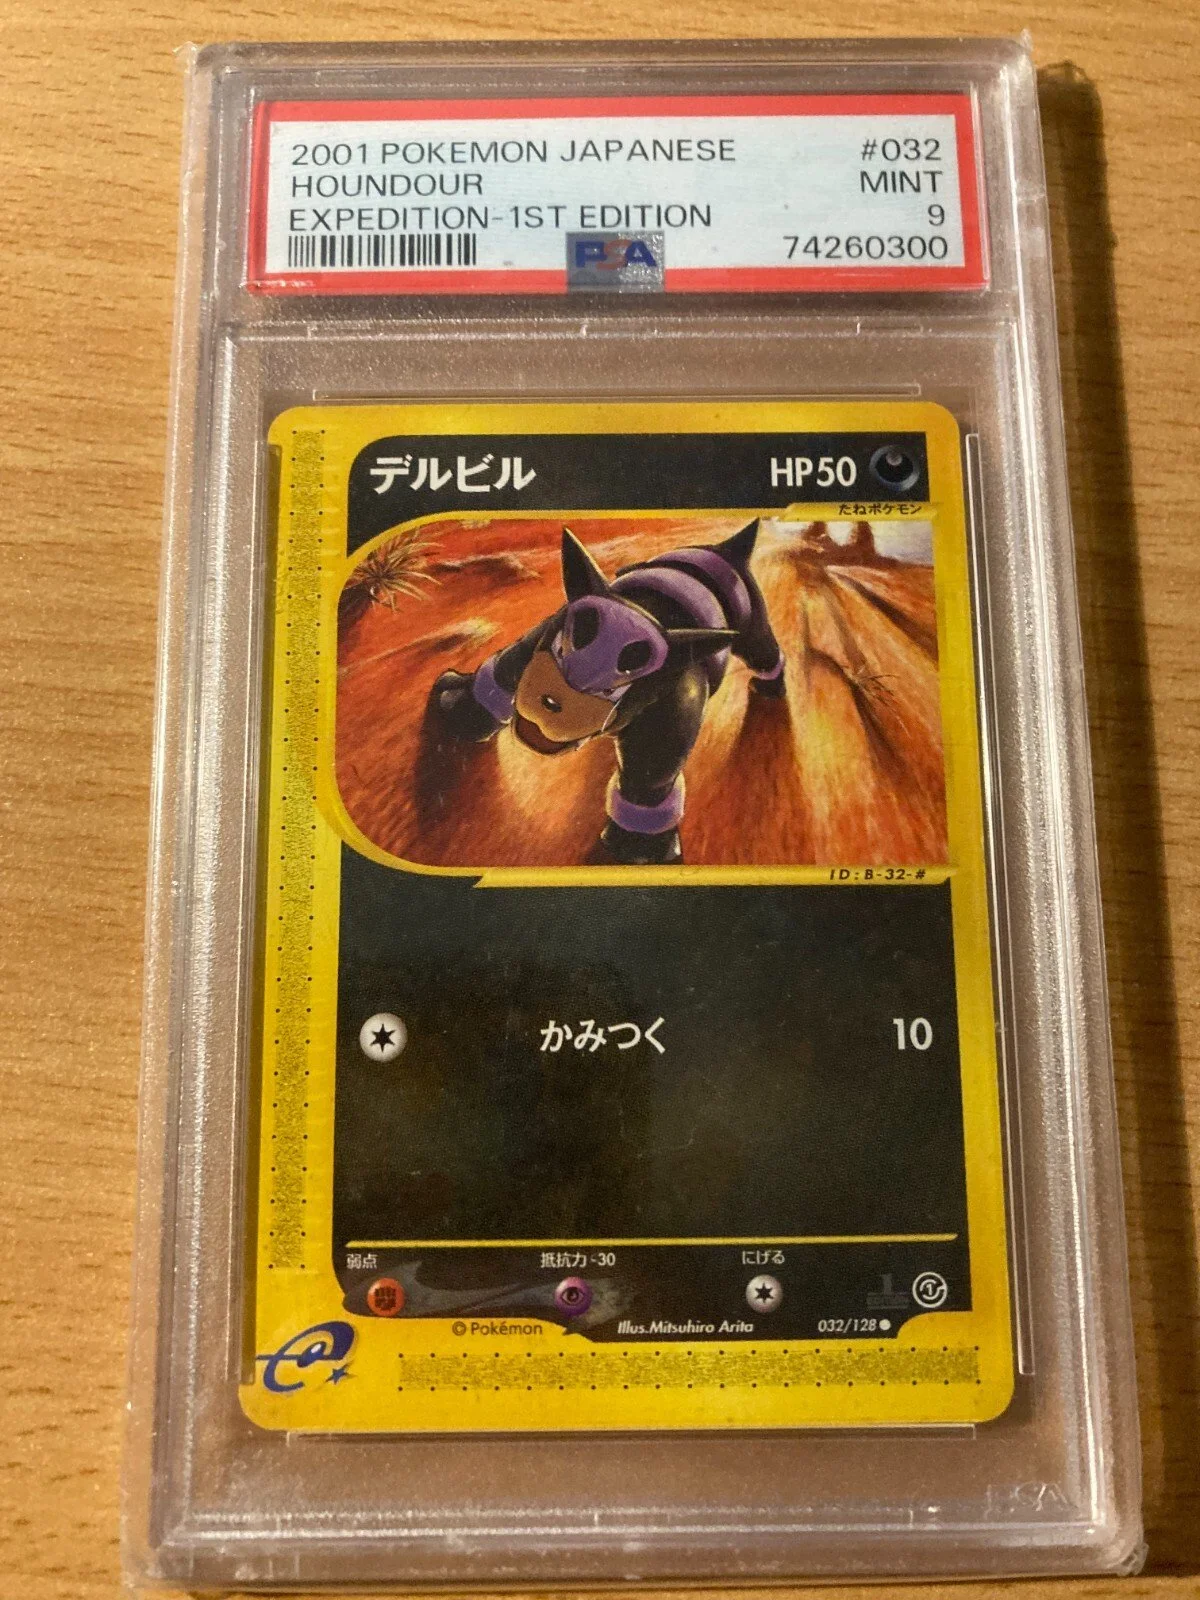 2001 POKEMON JAPANESE #032
HOUNDOUR MINT
EXPEDITION-1ST EDITION 9
PSA 74260300
デルビル HP50
たねポケモン
ID:B-32-#
かみつく 10
弱点 抵抗力-30 にげる
©Pokémon Illus.Mitsuhiro Arita 032/128●
e
PSA